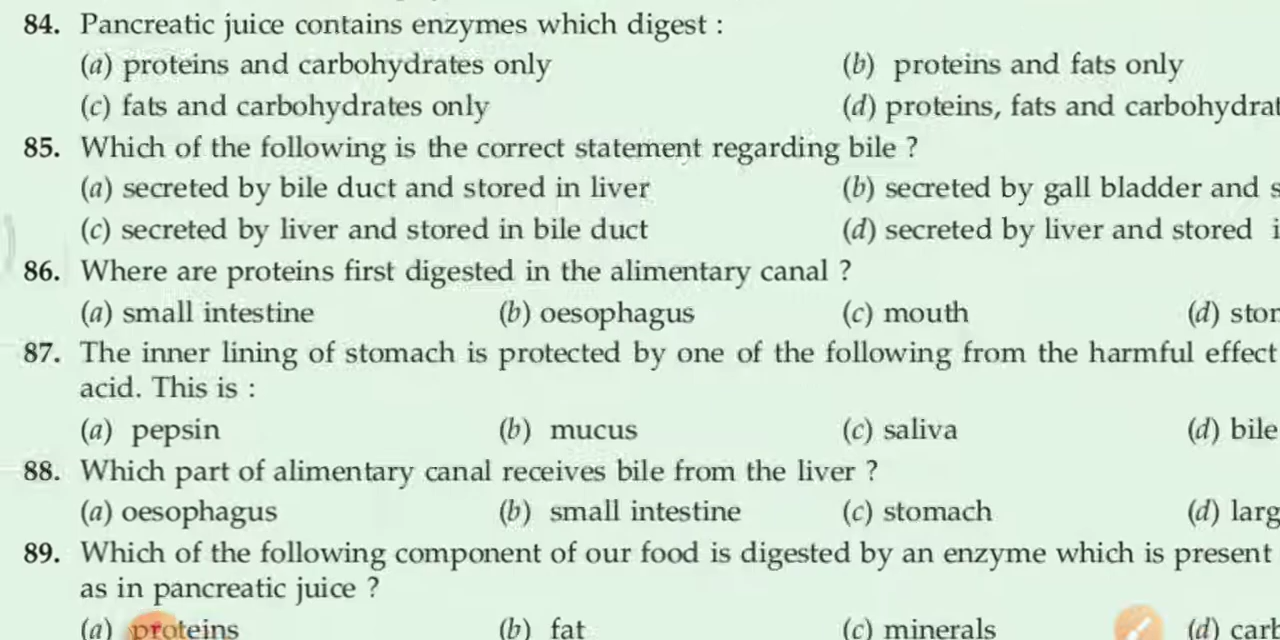 84. Pancreatic juice contains enzymes which digest :
(a) proteins and carbohydrates only (b) proteins and fats only
(c) fats and carbohydrates only (d) proteins, fats and carbohydrat
85. Which of the following is the correct statement regarding bile ?
(a) secreted by bile duct and stored in liver (b) secreted by gall bladder and s
(c) secreted by liver and stored in bile duct (d) secreted by liver and stored i
86. Where are proteins first digested in the alimentary canal ?
(a) small intestine (b) oesophagus (c) mouth (d) stor
87. The inner lining of stomach is protected by one of the following from the harmful effect
acid. This is :
(a) pepsin (b) mucus (c) saliva (d) bile
88. Which part of alimentary canal receives bile from the liver ?
(a) oesophagus (b) small intestine (c) stomach (d) larg
89. Which of the following component of our food is digested by an enzyme which is present
as in pancreatic juice ?
(a) proteins (b) fat (c) minerals (d) carb